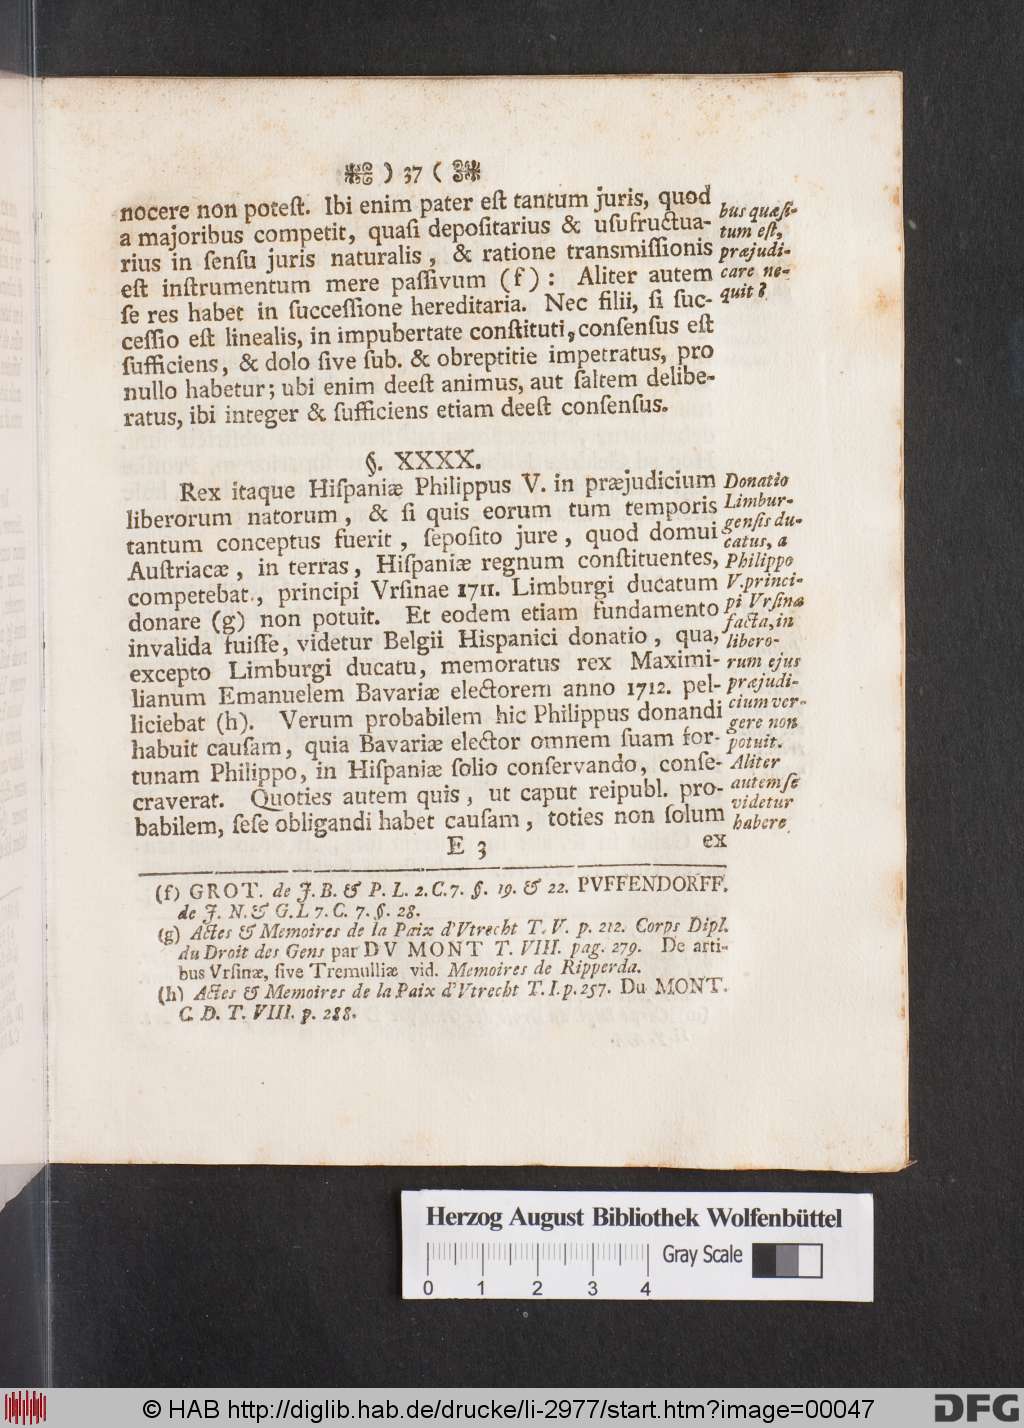 ) 37 (
nocere non poteſt. Ibi enim pater eſt tantum juris, quod
a majoribus competit, quaſi depoſitarius & uſufructua-
rius in ſenſu juris naturalis, & ratione transmiſſionis
eſt inſtrumentum mere paſſivum (f): Aliter autem
ſe res habet in ſucceſſione hereditaria. Nec filii, ſi ſuc-
ceſſio eſt linealis, in impubertate conſtituti, conſenſus eſt
ſufficiens, & dolo ſive ſub. & obreptitie impetratus, pro
nullo habetur; ubi enim deeſt animus, aut ſaltem delibe-
ratus, ibi integer & ſufficiens etiam deeſt conſenſus.
bus quæſi-
tum eſt,
præjudi-
care ne-
quit?
§. XXXX.
Rex itaque Hiſpaniæ Philippus V. in præjudicium
liberorum natorum, & ſi quis eorum tum temporis
tantum conceptus fuerit, ſepoſito jure, quod domui
Auſtriacæ, in terras, Hiſpaniæ regnum conſtituentes,
competebat, principi Vrſinae 1711. Limburgi ducatum
donare (g) non potuit. Et eodem etiam fundamento
invalida fuiſſe, videtur Belgii Hispanici donatio, qua,
excepto Limburgi ducatu, memoratus rex Maximi-
lianum Emanuelem Bavariæ electorem anno 1712. pel-
liciebat (h). Verum probabilem hic Philippus donandi
habuit cauſam, quia Bavariæ elector omnem ſuam for-
tunam Philippo, in Hiſpaniæ ſolio conſervando, conſe-
craverat. Quoties autem quis, ut caput reipubl. pro-
babilem, ſeſe obligandi habet cauſam, toties non ſolum
Donatio
Limbur-
genſis du-
catus, a
Philippo
V. princi-
pi Vrſinæ
facta, in
libero-
rum ejus
præjudi-
cium ver-
gere non
potuit.
Aliter
autem ſe
videtur
habere
E 3
ex
(f) GROT. de J. B. & P. L. 2. C. 7. §. 19. & 22. PVFFENDORFF.
de J. N. & G. L 7. C. 7. §. 28.
(g) Actes & Memoires de la Paix d'Vtrecht T. V. p. 212. Corps Dipl.
du Droit des Gens par DV MONT T. VIII. pag. 279. De arti-
bus Vrſinæ, ſive Tremulliæ vid. Memoires de Ripperda.
(h) Actes & Memoires de la Paix d'Vtrecht T. I. p. 257. Du MONT.
C. D. T. VIII. p. 288.
Herzog August Bibliothek Wolfenbüttel
Gray Scale
0 1 2 3 4
© HAB http://diglib.hab.de/drucke/li-2977/start.htm?image=00047
DFG